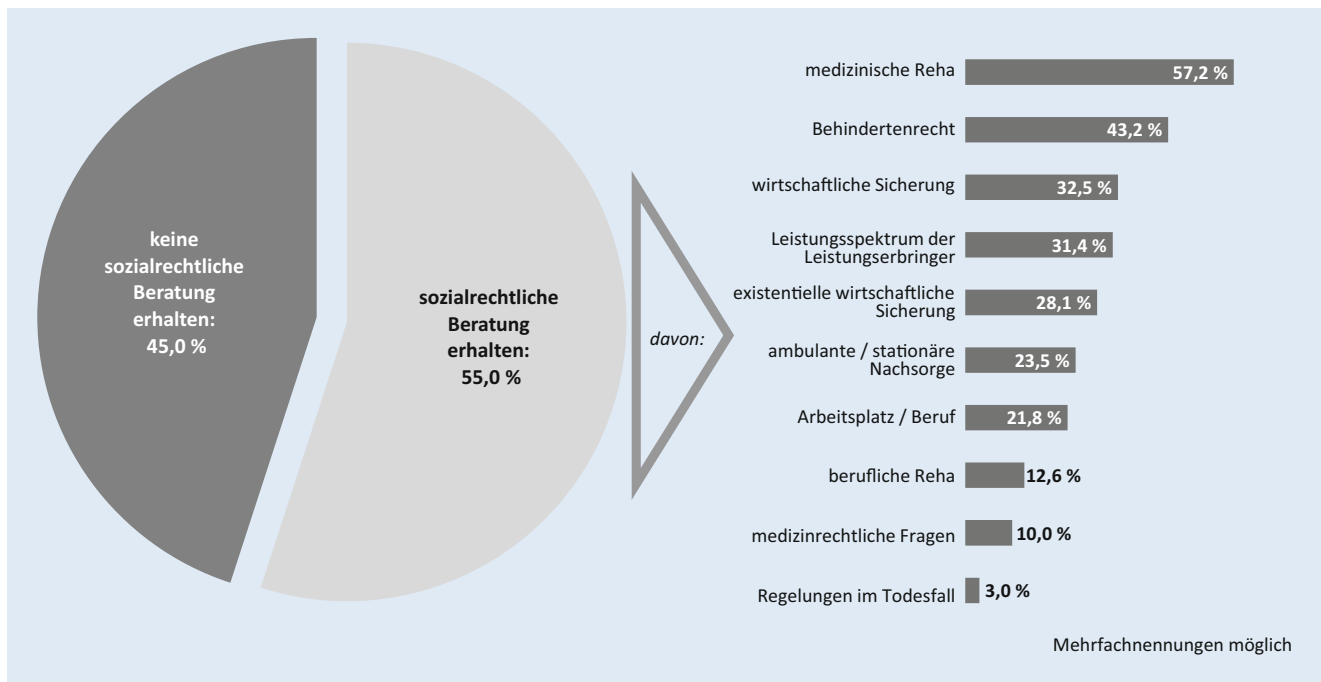 keine
sozialrechtliche
Beratung
erhalten:
45,0 %
sozialrechtliche
Beratung
erhalten:
55,0 %
davon:
medizinische Reha
57,2 %
Behindertenrecht
43,2 %
wirtschaftliche Sicherung
32,5 %
Leistungsspektrum der
Leistungserbringer
31,4 %
existentielle wirtschaftliche
Sicherung
28,1 %
ambulante / stationäre
Nachsorge
23,5 %
Arbeitsplatz / Beruf
21,8 %
berufliche Reha
12,6 %
medizinrechtliche Fragen
10,0 %
Regelungen im Todesfall
3,0 %
Mehrfachnennungen möglich